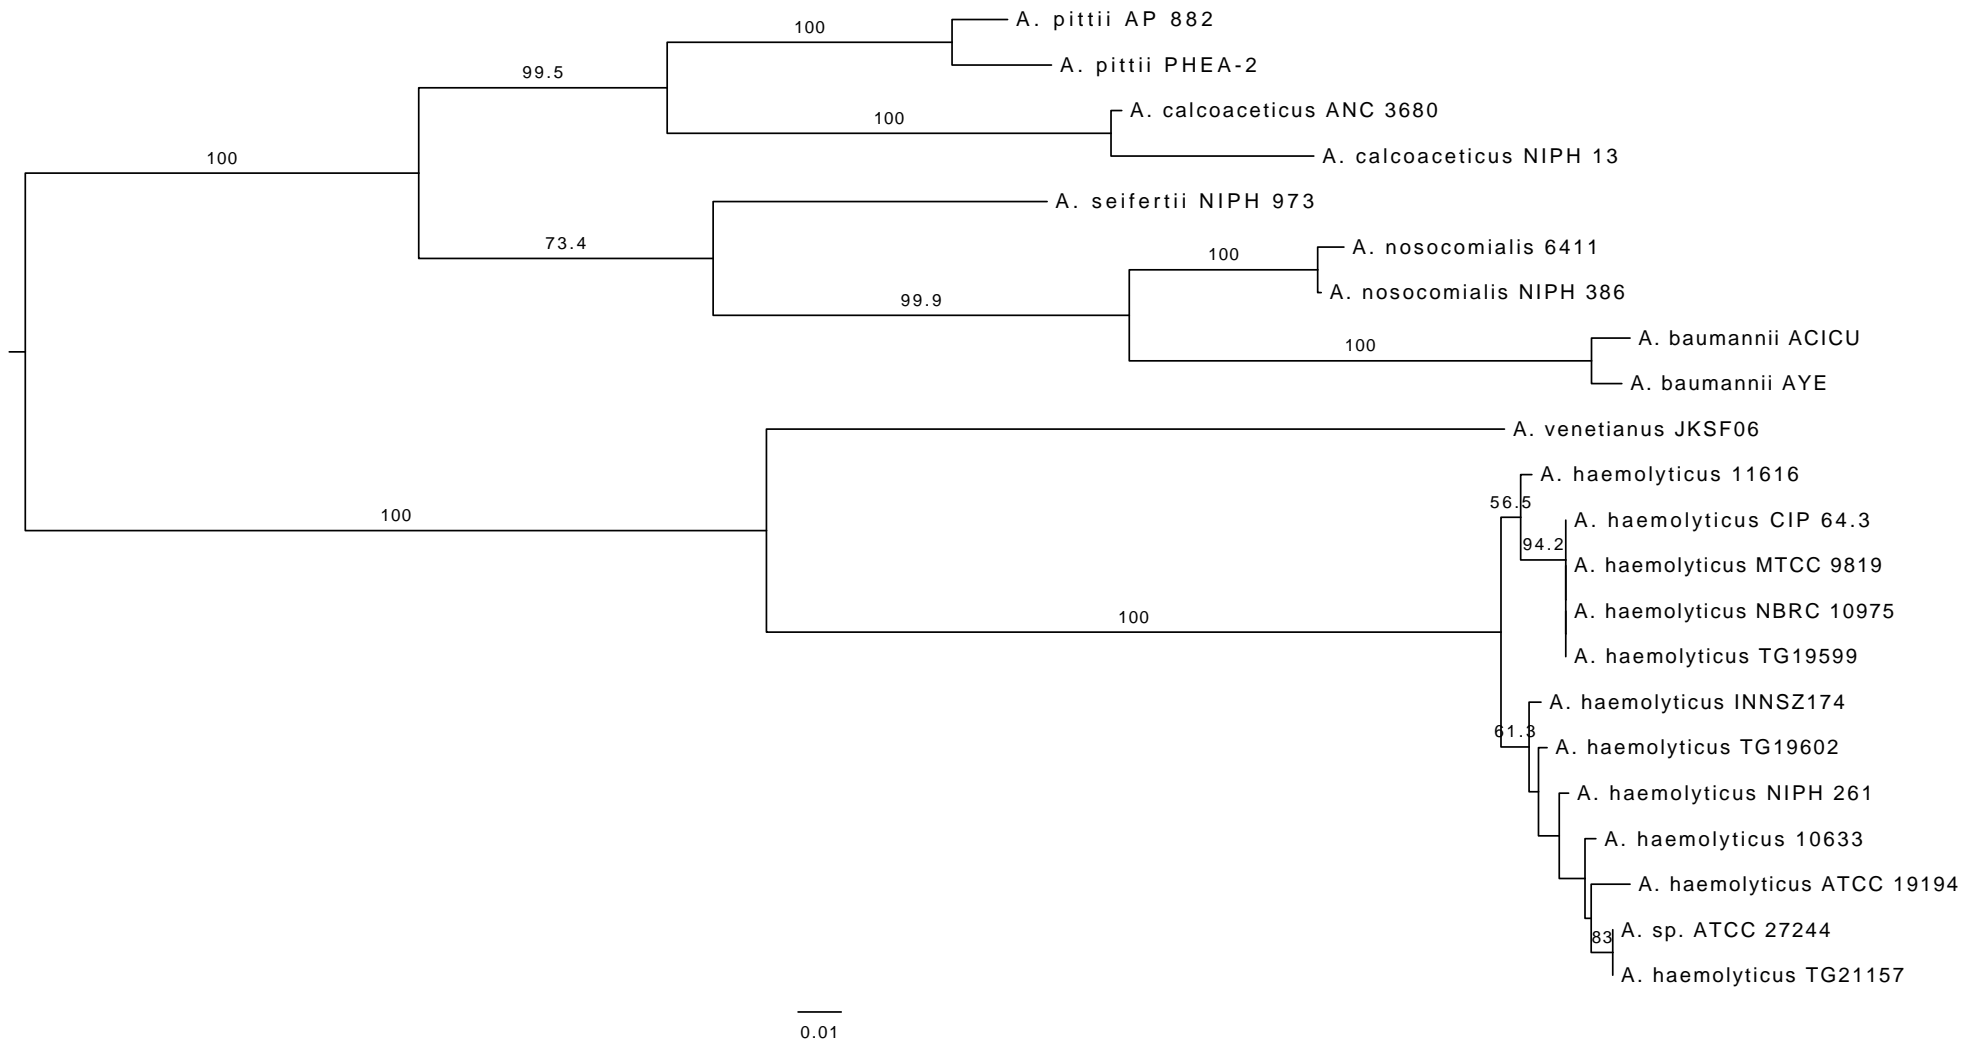 A. pittii AP 882
100
A. pittii PHEA-2
99.5
A. calcoaceticus ANC 3680
100
A. calcoaceticus NIPH 13
100
A. seifertii NIPH 973
73.4
A. nosocomialis 6411
100
A. nosocomialis NIPH 386
99.9
A. baumannii ACICU
100
A. baumannii AYE
A. venetianus JKSF06
A. haemolyticus 11616
56.5
100
A. haemolyticus CIP 64.3
94.2
A. haemolyticus MTCC 9819
A. haemolyticus NBRC 10975
100
A. haemolyticus TG19599
A. haemolyticus INNSZ174
61.3
A. haemolyticus TG19602
A. haemolyticus NIPH 261
A. haemolyticus 10633
A. haemolyticus ATCC 19194
A. sp. ATCC 27244
83
A. haemolyticus TG21157
0.01